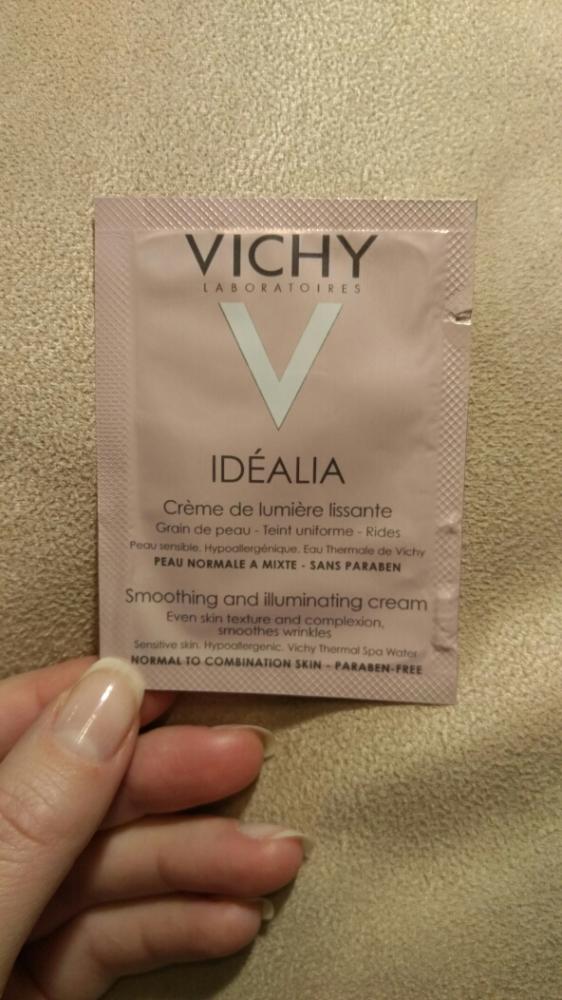 VICHY
LABORATOIRES
V
IDÉALIA
Crème de lumière lissante
Grain de peau - Teint uniforme - Rides
Peau sensible. Hypoallergénique. Eau Thermale de Vichy
PEAU NORMALE A MIXTE - SANS PARABEN
Smoothing and illuminating cream
Even skin texture and complexion,
smoothes wrinkles
Sensitive skin. Hypoallergenic. Vichy Thermal Spa Water
NORMAL TO COMBINATION SKIN - PARABEN-FREE